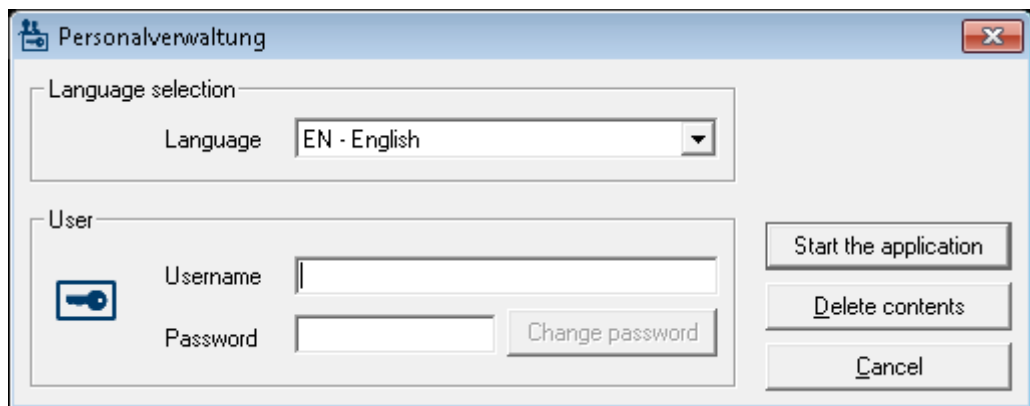 Personalverwaltung
Language selection
Language
EN - English
User
Username
Password
Change password
Start the application
Delete contents
Cancel